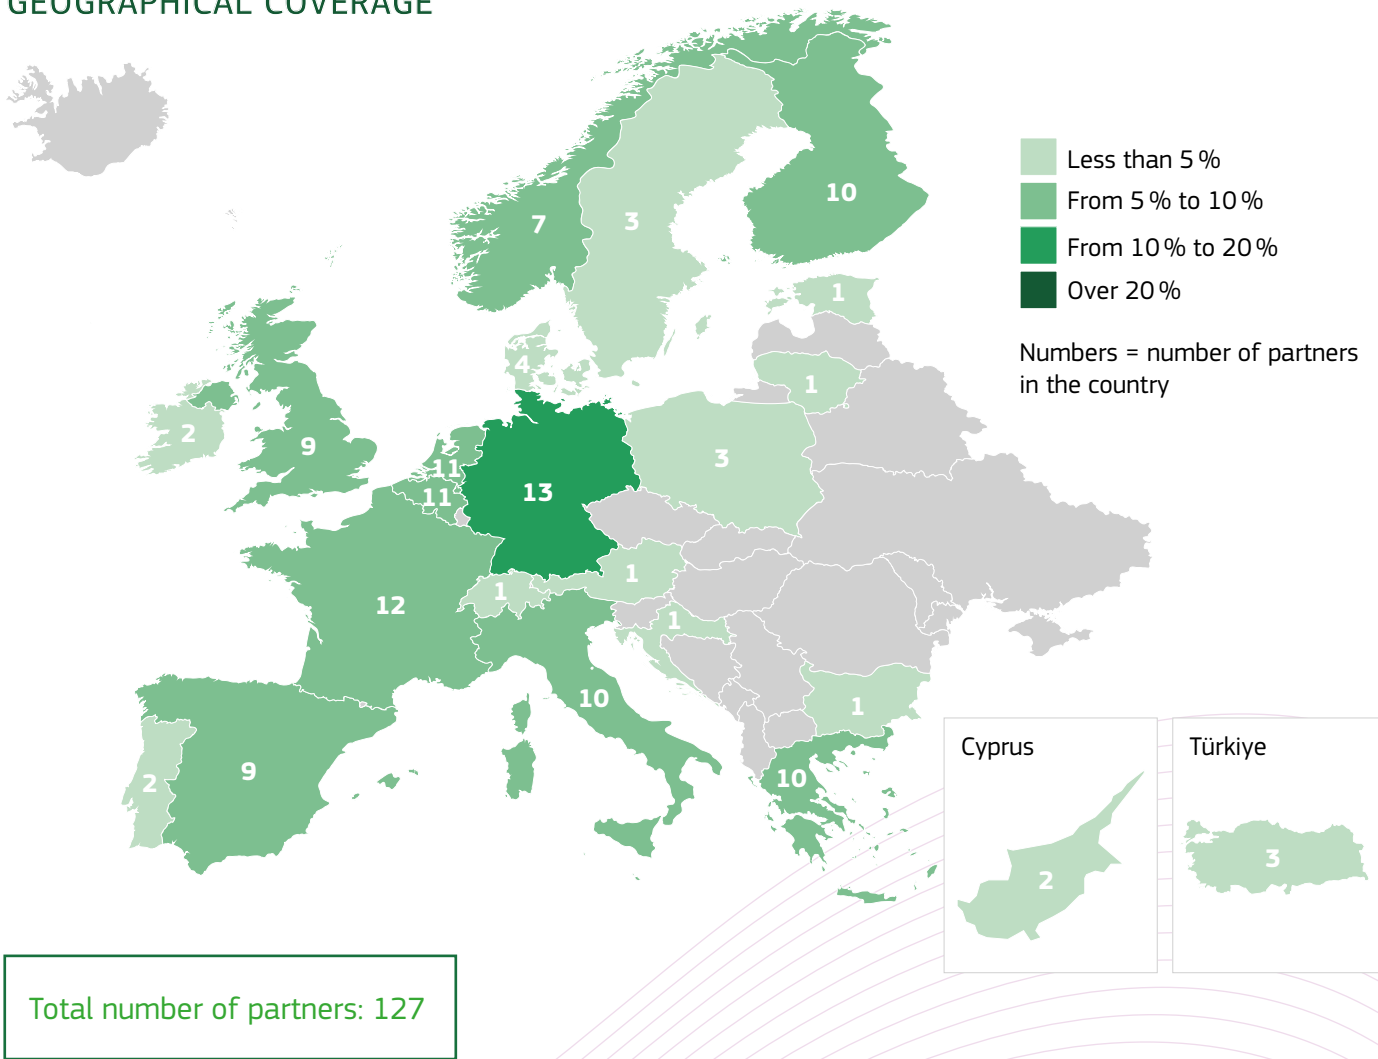 GEOGRAPHICAL COVERAGE
Less than 5 %
From 5 % to 10 %
From 10 % to 20 %
Over 20 %
Numbers = number of partners
in the country
10
7
3
1
4
1
2
9
11
3
11
13
1
1
12
1
10
1
9
2
10
Cyprus
2
Türkiye
3
Total number of partners: 127